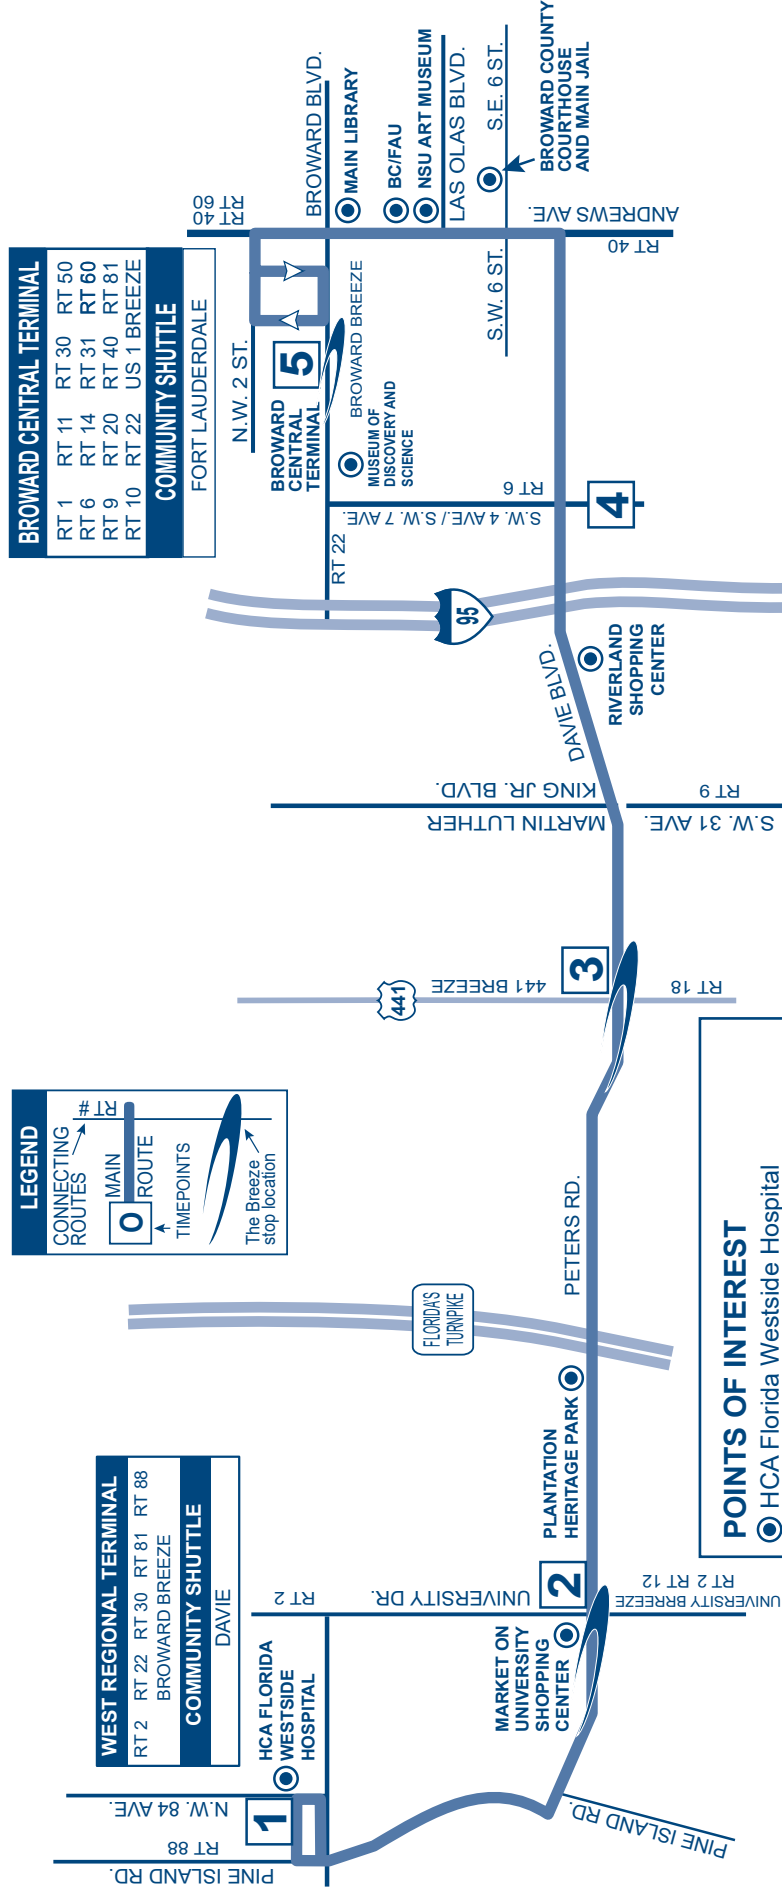 WEST REGIONAL TERMINAL
RT 2 RT 22 RT 30 RT 81 RT 88
BROWARD BREEZE
COMMUNITY SHUTTLE
DAVIE
LEGEND
CONNECTING
ROUTES
RT #
MAIN
ROUTE
0
TIMEPOINTS
The Breeze
stop location
BROWARD CENTRAL TERMINAL
RT 1 RT 11 RT 30 RT 50
RT 6 RT 14 RT 31 RT 60
RT 9 RT 20 RT 40 RT 81
RT 10 RT 22 US 1 BREEZE
COMMUNITY SHUTTLE
FORT LAUDERDALE
PINE ISLAND RD.
RT 88
N.W. 84 AVE.
1
HCA FLORIDA
WESTSIDE
HOSPITAL
RT 2
UNIVERSITY DR.
MARKET ON
UNIVERSITY
SHOPPING
CENTER
2
PINE ISLAND RD.
UNIVERSITY BRREEZE
RT 2 RT 12
PLANTATION
HERITAGE PARK
FLORIDA'S
TURNPIKE
PETERS RD.
441
441 BREEZE
3
RT 18
MARTIN LUTHER
KING JR. BLVD.
S.W. 31 AVE.
RT 9
DAVIE BLVD.
RIVERLAND
SHOPPING
CENTER
95
RT 22
S.W. 4 AVE./ S.W. 7 AVE.
RT 6
4
N.W. 2 ST.
BROWARD
CENTRAL
TERMINAL
5
BROWARD BREEZE
MUSEUM OF
DISCOVERY AND
SCIENCE
RT 40
RT 60
BROWARD BLVD.
MAIN LIBRARY
BC/FAU
NSU ART MUSEUM
LAS OLAS BLVD.
S.W. 6 ST.
S.E. 6 ST.
BROWARD COUNTY
COURTHOUSE
AND MAIN JAIL
RT 40
ANDREWS AVE.
POINTS OF INTEREST
HCA Florida Westside Hospital